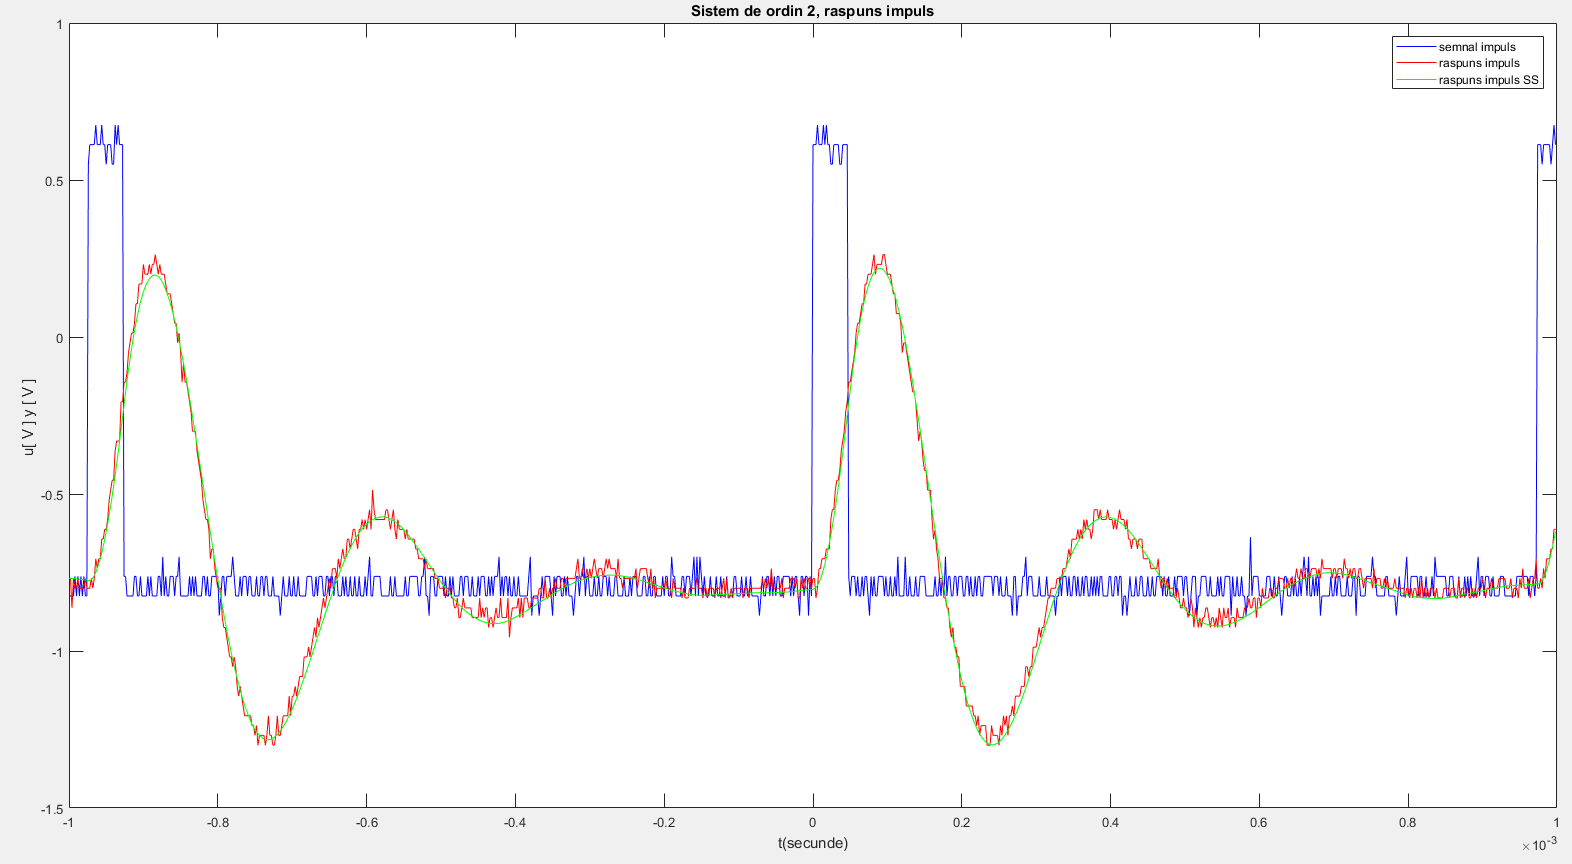 Sistem de ordin 2, raspuns impuls
semnal impuls
raspuns impuls
raspuns impuls SS
u[ V ] y [ V ]
1
0.5
0
-0.5
-1
-1.5
-1 -0.8 -0.6 -0.4 -0.2 0 0.2 0.4 0.6 0.8 1
t(secunde)
×10⁻³